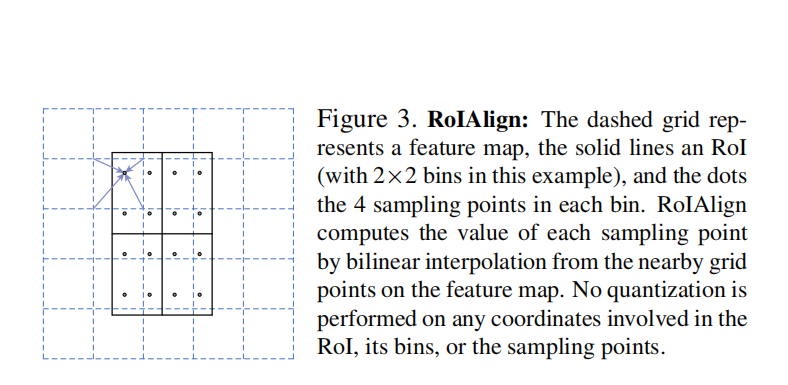 Figure 3. RoIAlign: The dashed grid rep-
resents a feature map, the solid lines an RoI
(with 2×2 bins in this example), and the dots
the 4 sampling points in each bin. RoIAlign
computes the value of each sampling point
by bilinear interpolation from the nearby grid
points on the feature map. No quantization is
performed on any coordinates involved in the
RoI, its bins, or the sampling points.